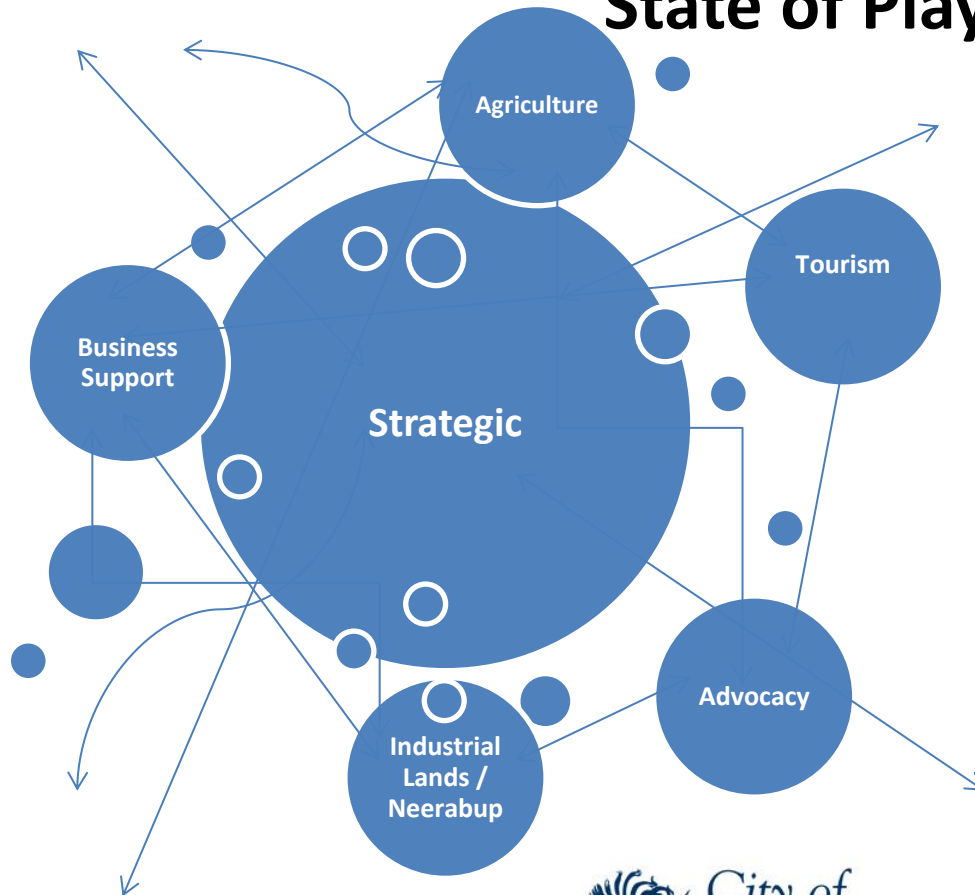 State of Play
Agriculture
Tourism
Business
Support
Strategic
Advocacy
Industrial
Lands /
Neerabup
City of